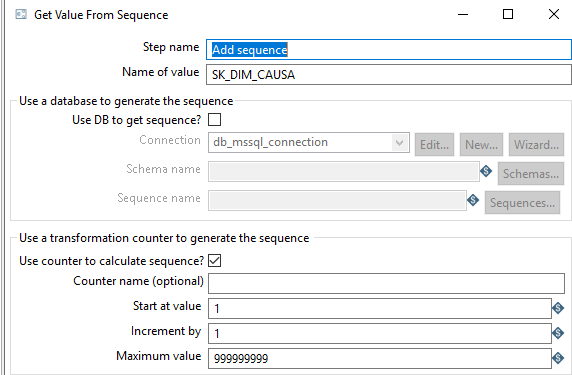 Get Value From Sequence
Step name Add sequence
Name of value SK_DIM_CAUSA
Use a database to generate the sequence
Use DB to get sequence?
Connection db_mssql_connection Edit... New... Wizard...
Schema name Schemas...
Sequence name Sequences...
Use a transformation counter to generate the sequence
Use counter to calculate sequence?
Counter name (optional)
Start at value 1
Increment by 1
Maximum value 999999999